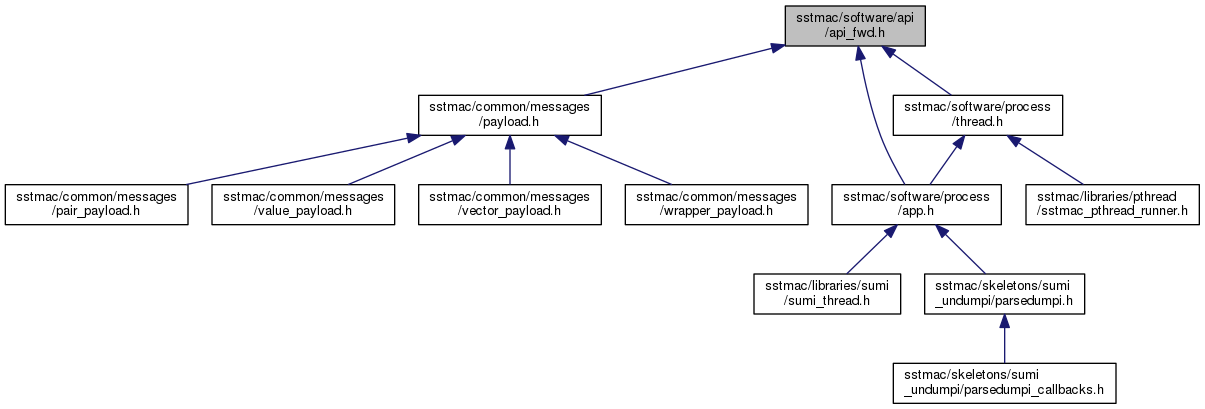 sstmac/software/api
/api_fwd.h
sstmac/common/messages
/payload.h
sstmac/software/process
/thread.h
sstmac/common/messages
/pair_payload.h
sstmac/common/messages
/value_payload.h
sstmac/common/messages
/vector_payload.h
sstmac/common/messages
/wrapper_payload.h
sstmac/software/process
/app.h
sstmac/libraries/pthread
/sstmac_pthread_runner.h
sstmac/libraries/sumi
/sumi_thread.h
sstmac/skeletons/sumi
_undumpi/parsedumpi.h
sstmac/skeletons/sumi
_undumpi/parsedumpi_callbacks.h